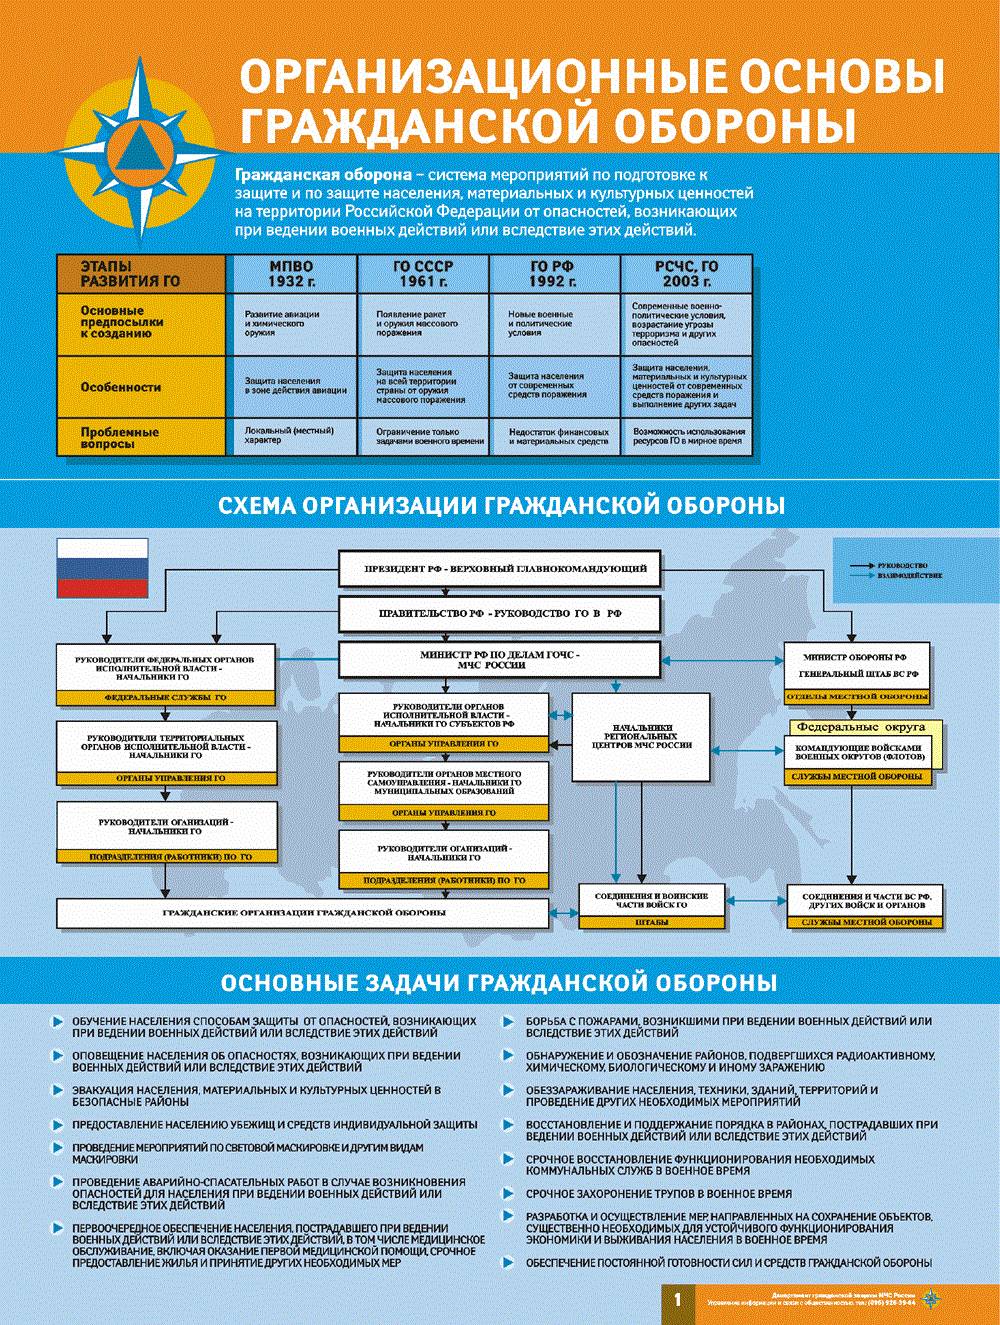 ОРГАНИЗАЦИОННЫЕ ОСНОВЫ
ГРАЖДАНСКОЙ ОБОРОНЫ
Гражданская оборона – система мероприятий по подготовке к
защите и по защите населения, материальных и культурных ценностей
на территории Российской Федерации от опасностей, возникающих
при ведении военных действий или вследствие этих действий.
ЭТАПЫ
РАЗВИТИЯ ГО
МПВО
1932 г.
ГО СССР
1961 г.
ГО РФ
1992 г.
РСЧС, ГО
2003 г.
Основные
предпосылки
к созданию
Развитие авиации
и химического
оружия
Появление ракет
и оружия массового
поражения
Новые военные
и политические
условия
Современные военно-
политические условия,
возрастание угрозы
терроризма и других
опасностей
Особенности
Защита населения
в зоне действия авиации
Защита населения
на всей территории
страны от оружия
массового поражения
Защита населения
от современных
средств поражения
Защита населения,
материальных и культурных
ценностей от современных
средств поражения и
выполнение других задач
Проблемные
вопросы
Локальный (местный)
характер
Ограничение только
задачами военного времени
Недостаток финансовых
и материальных средств
Возможность использования
ресурсов ГО в мирное время
СХЕМА ОРГАНИЗАЦИИ ГРАЖДАНСКОЙ ОБОРОНЫ
РУКОВОДСТВО
ВЗАИМОДЕЙСТВИЕ
ПРЕЗИДЕНТ РФ - ВЕРХОВНЫЙ ГЛАВНОКОМАНДУЮЩИЙ
ПРАВИТЕЛЬСТВО РФ - РУКОВОДСТВО ГО В РФ
МИНИСТР РФ ПО ДЕЛАМ ГОЧС -
МЧС РОССИИ
РУКОВОДИТЕЛИ ФЕДЕРАЛЬНЫХ ОРГАНОВ
ИСПОЛНИТЕЛЬНОЙ ВЛАСТИ -
НАЧАЛЬНИКИ ГО
ФЕДЕРАЛЬНЫЕ СЛУЖБЫ ГО
РУКОВОДИТЕЛИ ТЕРРИТОРИАЛЬНЫХ
ОРГАНОВ ИСПОЛНИТЕЛЬНОЙ ВЛАСТИ -
НАЧАЛЬНИКИ ГО
ОРГАНЫ УПРАВЛЕНИЯ ГО
РУКОВОДИТЕЛИ ОГАНИЗАЦИЙ -
НАЧАЛЬНИКИ ГО
ПОДРАЗДЕЛЕНИЯ (РАБОТНИКИ) ПО ГО
РУКОВОДИТЕЛИ ОРГАНОВ
ИСПОЛНИТЕЛЬНОЙ ВЛАСТИ -
НАЧАЛЬНИКИ ГО СУБЪЕКТОВ РФ
ОРГАНЫ УПРАВЛЕНИЯ ГО
РУКОВОДИТЕЛИ ОРГАНОВ МЕСТНОГО
САМОУПРАВЛЕНИЯ - НАЧАЛЬНИКИ ГО
МУНИЦИПАЛЬНЫХ ОБРАЗОВАНИЙ
ОРГАНЫ УПРАВЛЕНИЯ ГО
РУКОВОДИТЕЛИ ОГАНИЗАЦИЙ -
НАЧАЛЬНИКИ ГО
ПОДРАЗДЕЛЕНИЯ (РАБОТНИКИ) ПО ГО
ГРАЖДАНСКИЕ ОРГАНИЗАЦИИ ГРАЖДАНСКОЙ ОБОРОНЫ
НАЧАЛЬНИКИ
РЕГИОНАЛЬНЫХ
ЦЕНТРОВ МЧС РОССИИ
СОЕДИНЕНИЯ И ВОИНСКИЕ
ЧАСТИ ВОЙСК ГО
ШТАБЫ
МИНИСТР ОБОРОНЫ РФ
ГЕНЕРАЛЬНЫЙ ШТАБ ВС РФ
ОТДЕЛЫ МЕСТНОЙ ОБОРОНЫ
Федеральные округа
КОМАНДУЮЩИЕ ВОЙСКАМИ
ВОЕННЫХ ОКРУГОВ (ФЛОТОВ)
СЛУЖБЫ МЕСТНОЙ ОБОРОНЫ
СОЕДИНЕНИЯ И ЧАСТИ ВС РФ,
ДРУГИХ ВОЙСК И ОРГАНОВ
СЛУЖБЫ МЕСТНОЙ ОБОРОНЫ
ОСНОВНЫЕ ЗАДАЧИ ГРАЖДАНСКОЙ ОБОРОНЫ
ОБУЧЕНИЕ НАСЕЛЕНИЯ СПОСОБАМ ЗАЩИТЫ ОТ ОПАСНОСТЕЙ, ВОЗНИКАЮЩИХ
ПРИ ВЕДЕНИИ ВОЕННЫХ ДЕЙСТВИЙ ИЛИ ВСЛЕДСТВИЕ ЭТИХ ДЕЙСТВИЙ
ОПОВЕЩЕНИЕ НАСЕЛЕНИЯ ОБ ОПАСНОСТЯХ, ВОЗНИКАЮЩИХ ПРИ ВЕДЕНИИ
ВОЕННЫХ ДЕЙСТВИЙ ИЛИ ВСЛЕДСТВИЕ ЭТИХ ДЕЙСТВИЙ
ЭВАКУАЦИЯ НАСЕЛЕНИЯ, МАТЕРИАЛЬНЫХ И КУЛЬТУРНЫХ ЦЕННОСТЕЙ В
БЕЗОПАСНЫЕ РАЙОНЫ
ПРЕДОСТАВЛЕНИЕ НАСЕЛЕНИЮ УБЕЖИЩ И СРЕДСТВ ИНДИВИДУАЛЬНОЙ ЗАЩИТЫ
ПРОВЕДЕНИЕ МЕРОПРИЯТИЙ ПО СВЕТОВОЙ МАСКИРОВКЕ И ДРУГИМ ВИДАМ
МАСКИРОВКИ
ПРОВЕДЕНИЕ АВАРИЙНО-СПАСАТЕЛЬНЫХ РАБОТ В СЛУЧАЕ ВОЗНИКНОВЕНИЯ
ОПАСНОСТЕЙ ДЛЯ НАСЕЛЕНИЯ ПРИ ВЕДЕНИИ ВОЕННЫХ ДЕЙСТВИЙ ИЛИ
ВСЛЕДСТВИЕ ЭТИХ ДЕЙСТВИЙ
ПЕРВООЧЕРЕДНОЕ ОБЕСПЕЧЕНИЕ НАСЕЛЕНИЯ, ПОСТРАДАВШЕГО ПРИ ВЕДЕНИИ
ВОЕННЫХ ДЕЙСТВИЙ ИЛИ ВСЛЕДСТВИЕ ЭТИХ ДЕЙСТВИЙ, В ТОМ ЧИСЛЕ МЕДИЦИНСКОЕ
ОБСЛУЖИВАНИЕ, ВКЛЮЧАЯ ОКАЗАНИЕ ПЕРВОЙ МЕДИЦИНСКОЙ ПОМОЩИ, СРОЧНОЕ
ПРЕДОСТАВЛЕНИЕ ЖИЛЬЯ И ПРИНЯТИЕ ДРУГИХ НЕОБХОДИМЫХ МЕР
БОРЬБА С ПОЖАРАМИ, ВОЗНИКШИМИ ПРИ ВЕДЕНИИ ВОЕННЫХ ДЕЙСТВИЙ ИЛИ
ВСЛЕДСТВИЕ ЭТИХ ДЕЙСТВИЙ
ОБНАРУЖЕНИЕ И ОБОЗНАЧЕНИЕ РАЙОНОВ, ПОДВЕРГШИХСЯ РАДИОАКТИВНОМУ,
ХИМИЧЕСКОМУ, БИОЛОГИЧЕСКОМУ И ИНОМУ ЗАРАЖЕНИЮ
ОБЕЗЗАРАЖИВАНИЕ НАСЕЛЕНИЯ, ТЕХНИКИ, ЗДАНИЙ, ТЕРРИТОРИЙ И
ПРОВЕДЕНИЕ ДРУГИХ НЕОБХОДИМЫХ МЕРОПРИЯТИЙ
ВОССТАНОВЛЕНИЕ И ПОДДЕРЖАНИЕ ПОРЯДКА В РАЙОНАХ, ПОСТРАДАВШИХ ПРИ
ВЕДЕНИИ ВОЕННЫХ ДЕЙСТВИЙ ИЛИ ВСЛЕДСТВИЕ ЭТИХ ДЕЙСТВИЙ
СРОЧНОЕ ВОССТАНОВЛЕНИЕ ФУНКЦИОНИРОВАНИЯ НЕОБХОДИМЫХ
КОММУНАЛЬНЫХ СЛУЖБ В ВОЕННОЕ ВРЕМЯ
СРОЧНОЕ ЗАХОРОНЕНИЕ ТРУПОВ В ВОЕННОЕ ВРЕМЯ
РАЗРАБОТКА И ОСУЩЕСТВЛЕНИЕ МЕР, НАПРАВЛЕННЫХ НА СОХРАНЕНИЕ ОБЪЕКТОВ,
СУЩЕСТВЕННО НЕОБХОДИМЫХ ДЛЯ УСТОЙЧИВОГО ФУНКЦИОНИРОВАНИЯ
ЭКОНОМИКИ И ВЫЖИВАНИЯ НАСЕЛЕНИЯ В ВОЕННОЕ ВРЕМЯ
ОБЕСПЕЧЕНИЕ ПОСТОЯННОЙ ГОТОВНОСТИ СИЛ И СРЕДСТВ ГРАЖДАНСКОЙ ОБОРОНЫ
1
Департамент гражданской защиты МЧС России
Управление информации и связи с общественностью. тел.: (095) 926-39-64